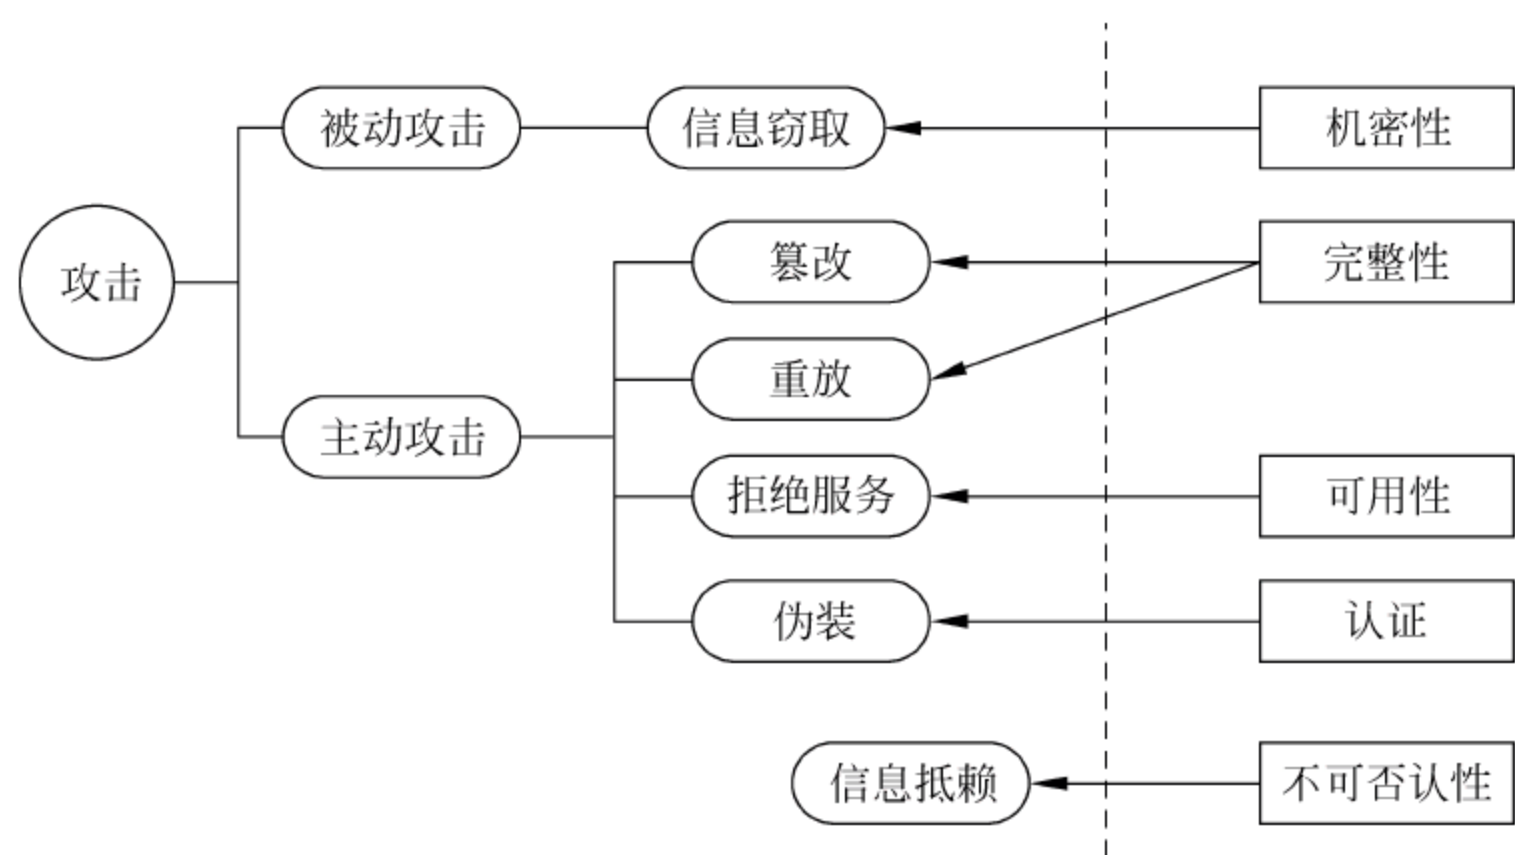 被动攻击
信息窃取
机密性
攻击
篡改
完整性
重放
主动攻击
拒绝服务
可用性
伪装
认证
信息抵赖
不可否认性